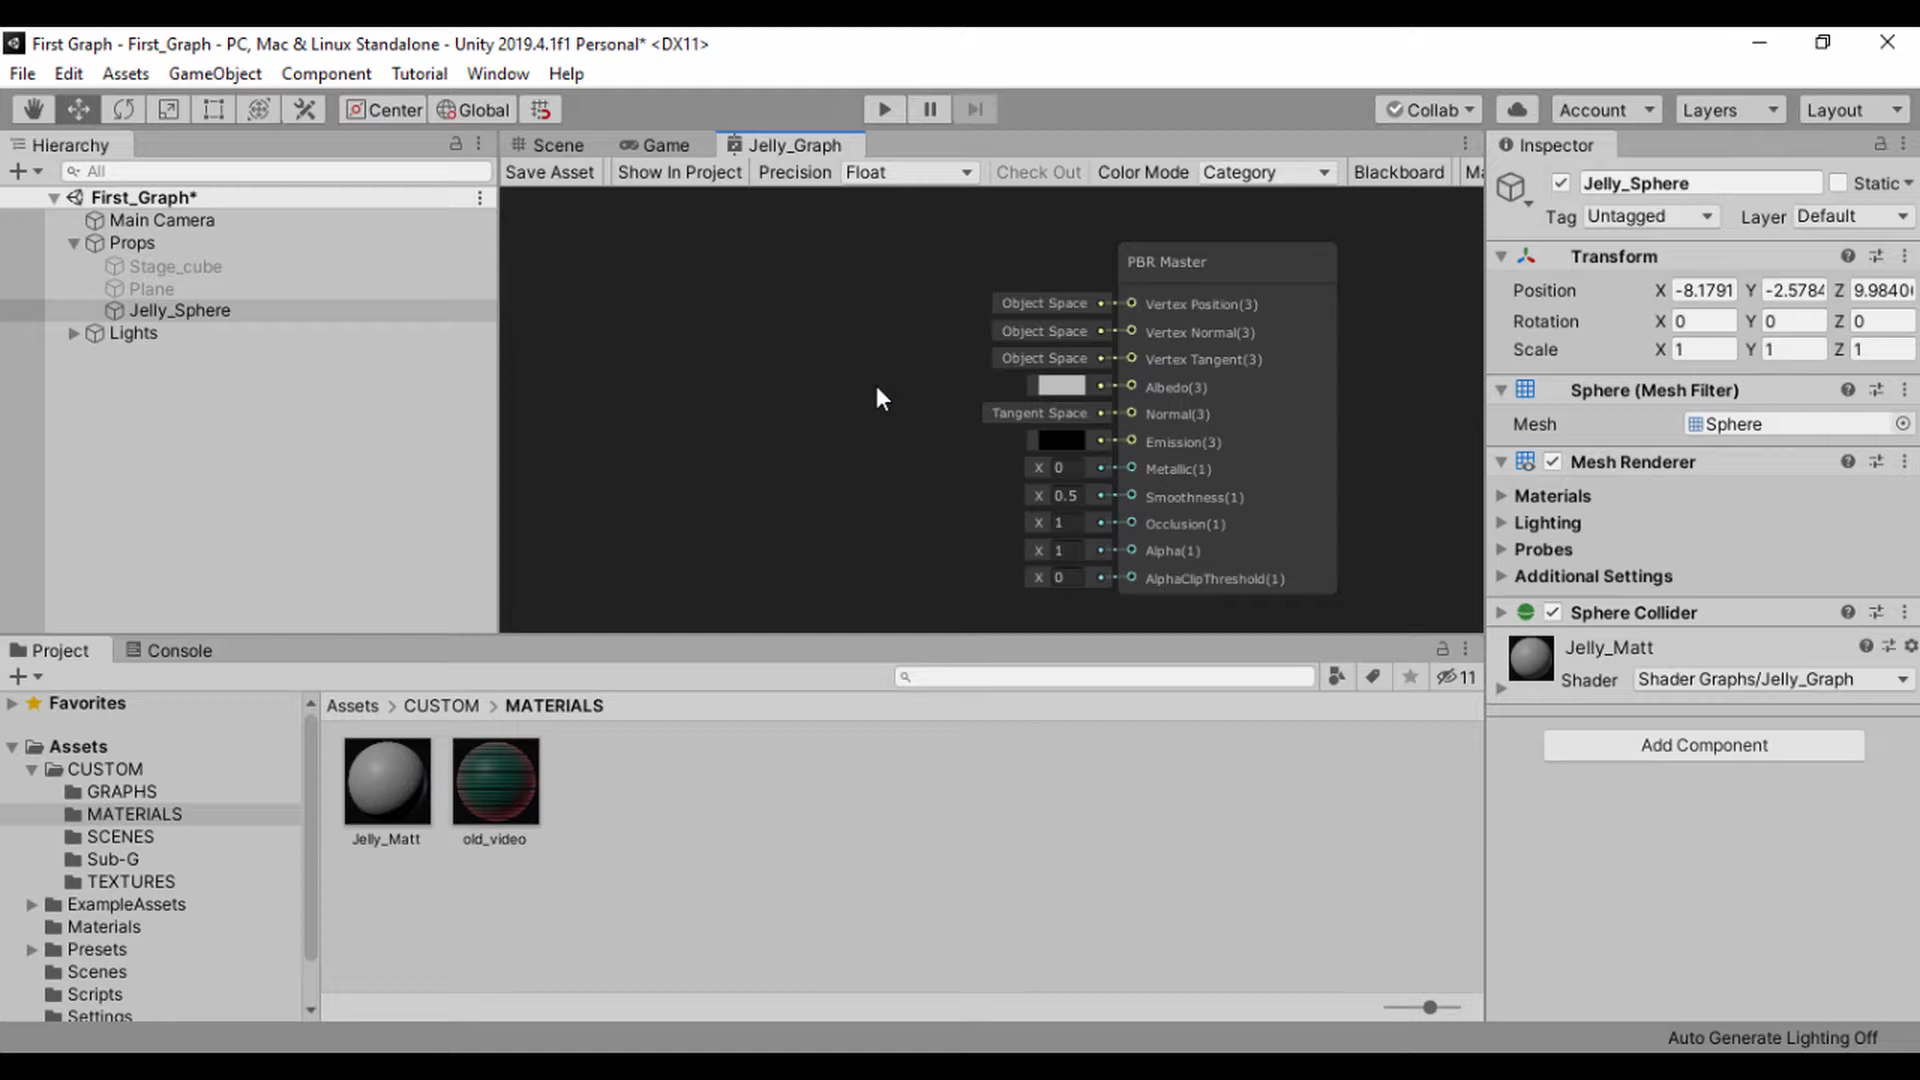 First Graph - First_Graph - PC, Mac & Linux Standalone - Unity 2019.4.1f1 Personal* <DX11>
File Edit Assets GameObject Component Tutorial Window Help
Center Global Collab Account Layers Layout
Hierarchy
All
First_Graph*
Main Camera
Props
Stage_cube
Plane
Jelly_Sphere
Lights
Scene Game Jelly_Graph
Save Asset Show In Project Precision Float Check Out Color Mode Category Blackboard
PBR Master
Object Space Vertex Position(3)
Object Space Vertex Normal(3)
Object Space Vertex Tangent(3)
Albedo(3)
Tangent Space Normal(3)
Emission(3)
X 0 Metallic(1)
X 0.5 Smoothness(1)
X 1 Occlusion(1)
X 1 Alpha(1)
X 0 AlphaClipThreshold(1)
Inspector
Jelly_Sphere Static
Tag Untagged Layer Default
Transform
Position X -8.1791 Y -2.5784 Z 9.9840
Rotation X 0 Y 0 Z 0
Scale X 1 Y 1 Z 1
Sphere (Mesh Filter)
Mesh Sphere
Mesh Renderer
Materials
Lighting
Probes
Additional Settings
Sphere Collider
Jelly_Matt
Shader Shader Graphs/Jelly_Graph
Add Component
Project Console
11
Favorites
Assets
CUSTOM
GRAPHS
MATERIALS
SCENES
Sub-G
TEXTURES
ExampleAssets
Materials
Presets
Scenes
Scripts
Settings
Assets > CUSTOM > MATERIALS
Jelly_Matt old_video
Auto Generate Lighting Off